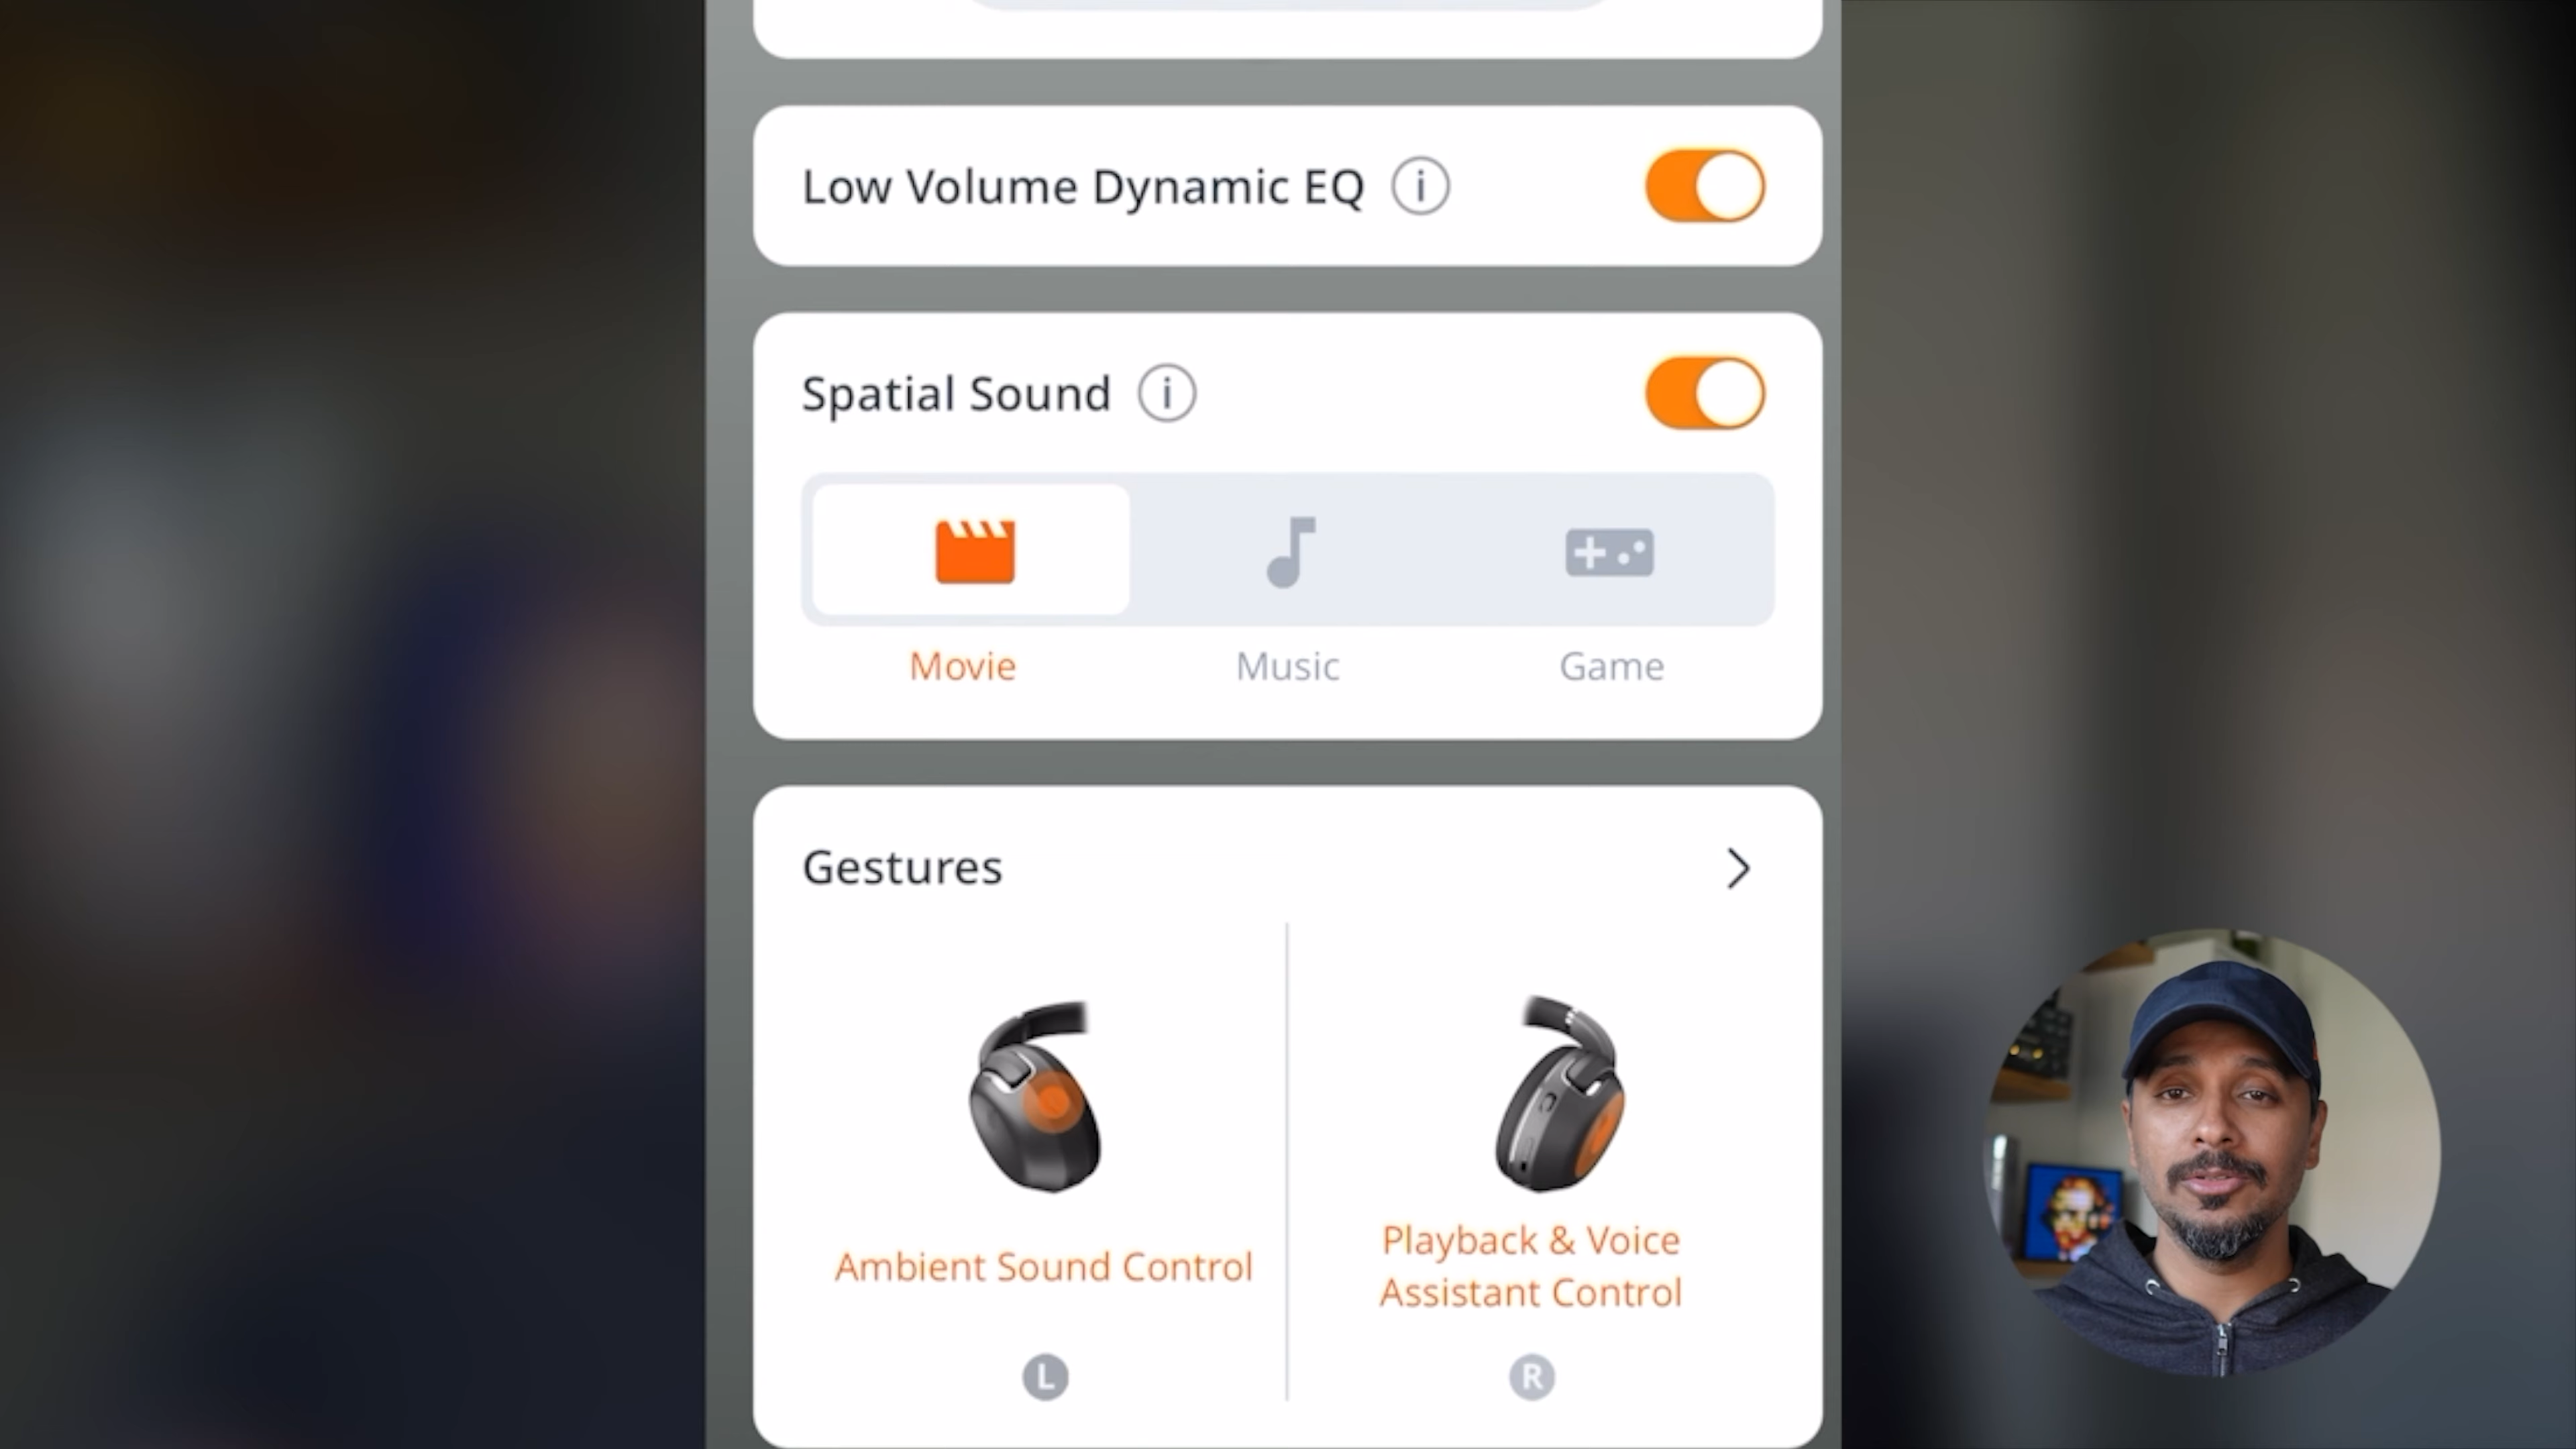 Low Volume Dynamic EQ i
Spatial Sound i
Movie Music Game
Gestures
Ambient Sound Control
Playback & Voice
Assistant Control
L R